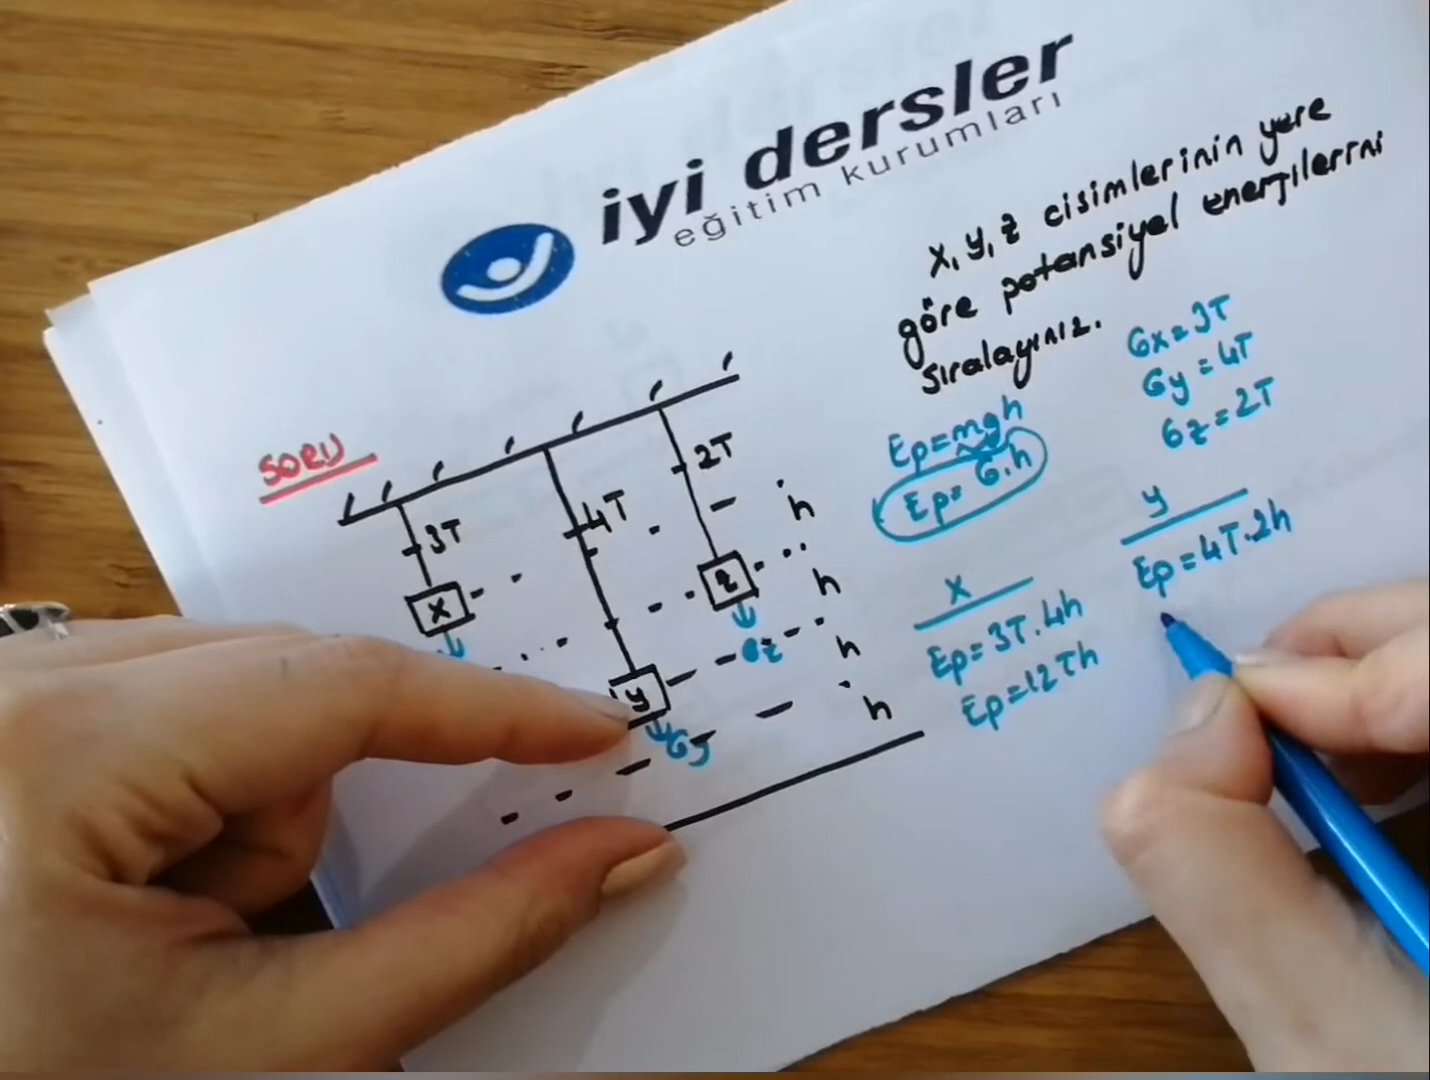 iyi dersler
eğitim kurumları
x, y, z cisimlerinin yere
göre potansiyel enerjilerini
sıralayınız.
SORU
3T
4T
2T
x
y
z
Gy
Gz
h
h
h
h
Ep=mgh
Ep=G.h
Gx=3T
Gy=4T
Gz=2T
x
Ep=3T.4h
Ep=12Th
y
Ep=4T.2h